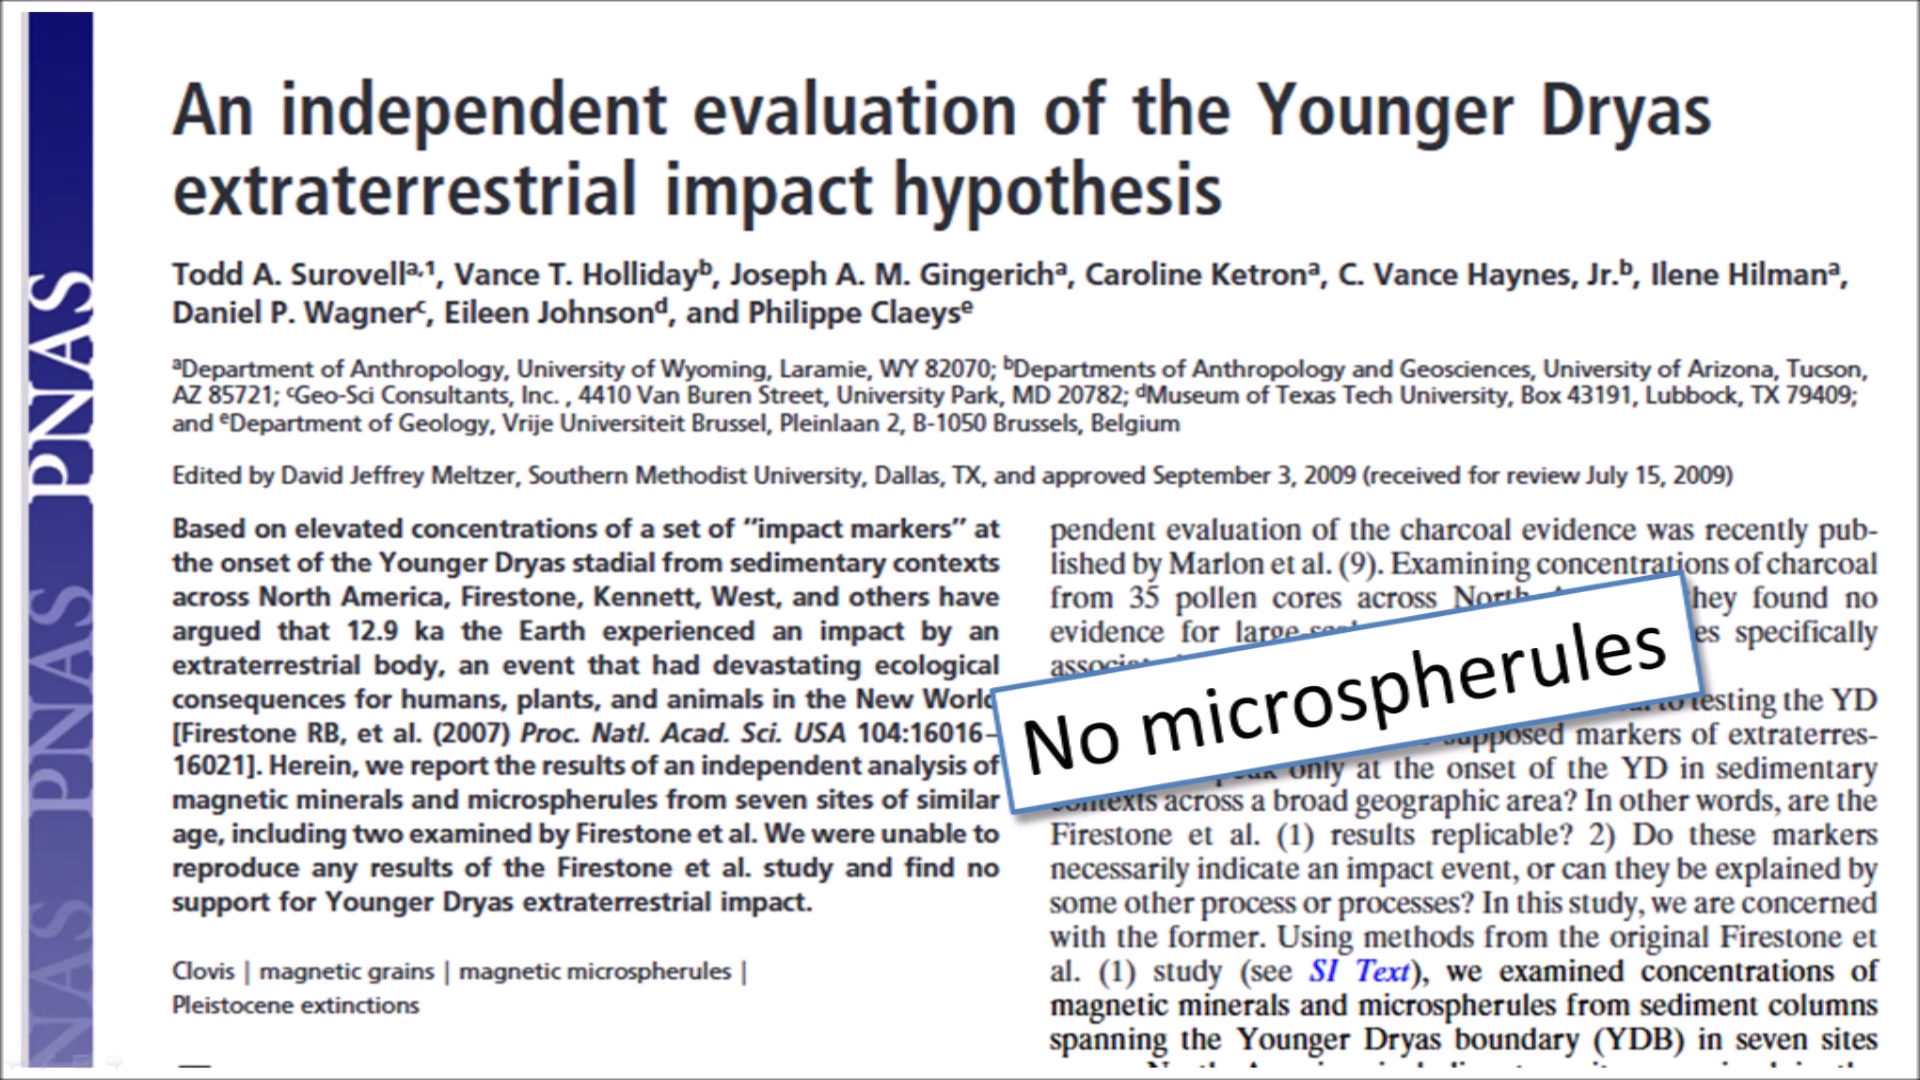 PNAS PNAS PNAS
An independent evaluation of the Younger Dryas
extraterrestrial impact hypothesis
Todd A. Surovellᵃ,¹, Vance T. Hollidayᵇ, Joseph A. M. Gingerichᵃ, Caroline Ketronᵃ, C. Vance Haynes, Jr.ᵇ, Ilene Hilmanᵃ,
Daniel P. Wagnerᶜ, Eileen Johnsonᵈ, and Philippe Claeysᵉ
ᵃDepartment of Anthropology, University of Wyoming, Laramie, WY 82070; ᵇDepartments of Anthropology and Geosciences, University of Arizona, Tucson,
AZ 85721; ᶜGeo-Sci Consultants, Inc. , 4410 Van Buren Street, University Park, MD 20782; ᵈMuseum of Texas Tech University, Box 43191, Lubbock, TX 79409;
and ᵉDepartment of Geology, Vrije Universiteit Brussel, Pleinlaan 2, B-1050 Brussels, Belgium
Edited by David Jeffrey Meltzer, Southern Methodist University, Dallas, TX, and approved September 3, 2009 (received for review July 15, 2009)
Based on elevated concentrations of a set of “impact markers” at
the onset of the Younger Dryas stadial from sedimentary contexts
across North America, Firestone, Kennett, West, and others have
argued that 12.9 ka the Earth experienced an impact by an
extraterrestrial body, an event that had devastating ecological
consequences for humans, plants, and animals in the New World
[Firestone RB, et al. (2007) Proc. Natl. Acad. Sci. USA 104:16016–
16021]. Herein, we report the results of an independent analysis of
magnetic minerals and microspherules from seven sites of similar
age, including two examined by Firestone et al. We were unable to
reproduce any results of the Firestone et al. study and find no
support for Younger Dryas extraterrestrial impact.
Clovis | magnetic grains | magnetic microspherules |
Pleistocene extinctions
pendent evaluation of the charcoal evidence was recently pub-
lished by Marlon et al. (9). Examining concentrations of charcoal
from 35 pollen cores across North they found no
evidence for large specifically
No microspherules
to testing the YD
supposed markers of extraterres-
only at the onset of the YD in sedimentary
contexts across a broad geographic area? In other words, are the
Firestone et al. (1) results replicable? 2) Do these markers
necessarily indicate an impact event, or can they be explained by
some other process or processes? In this study, we are concerned
with the former. Using methods from the original Firestone et
al. (1) study (see SI Text), we examined concentrations of
magnetic minerals and microspherules from sediment columns
spanning the Younger Dryas boundary (YDB) in seven sites